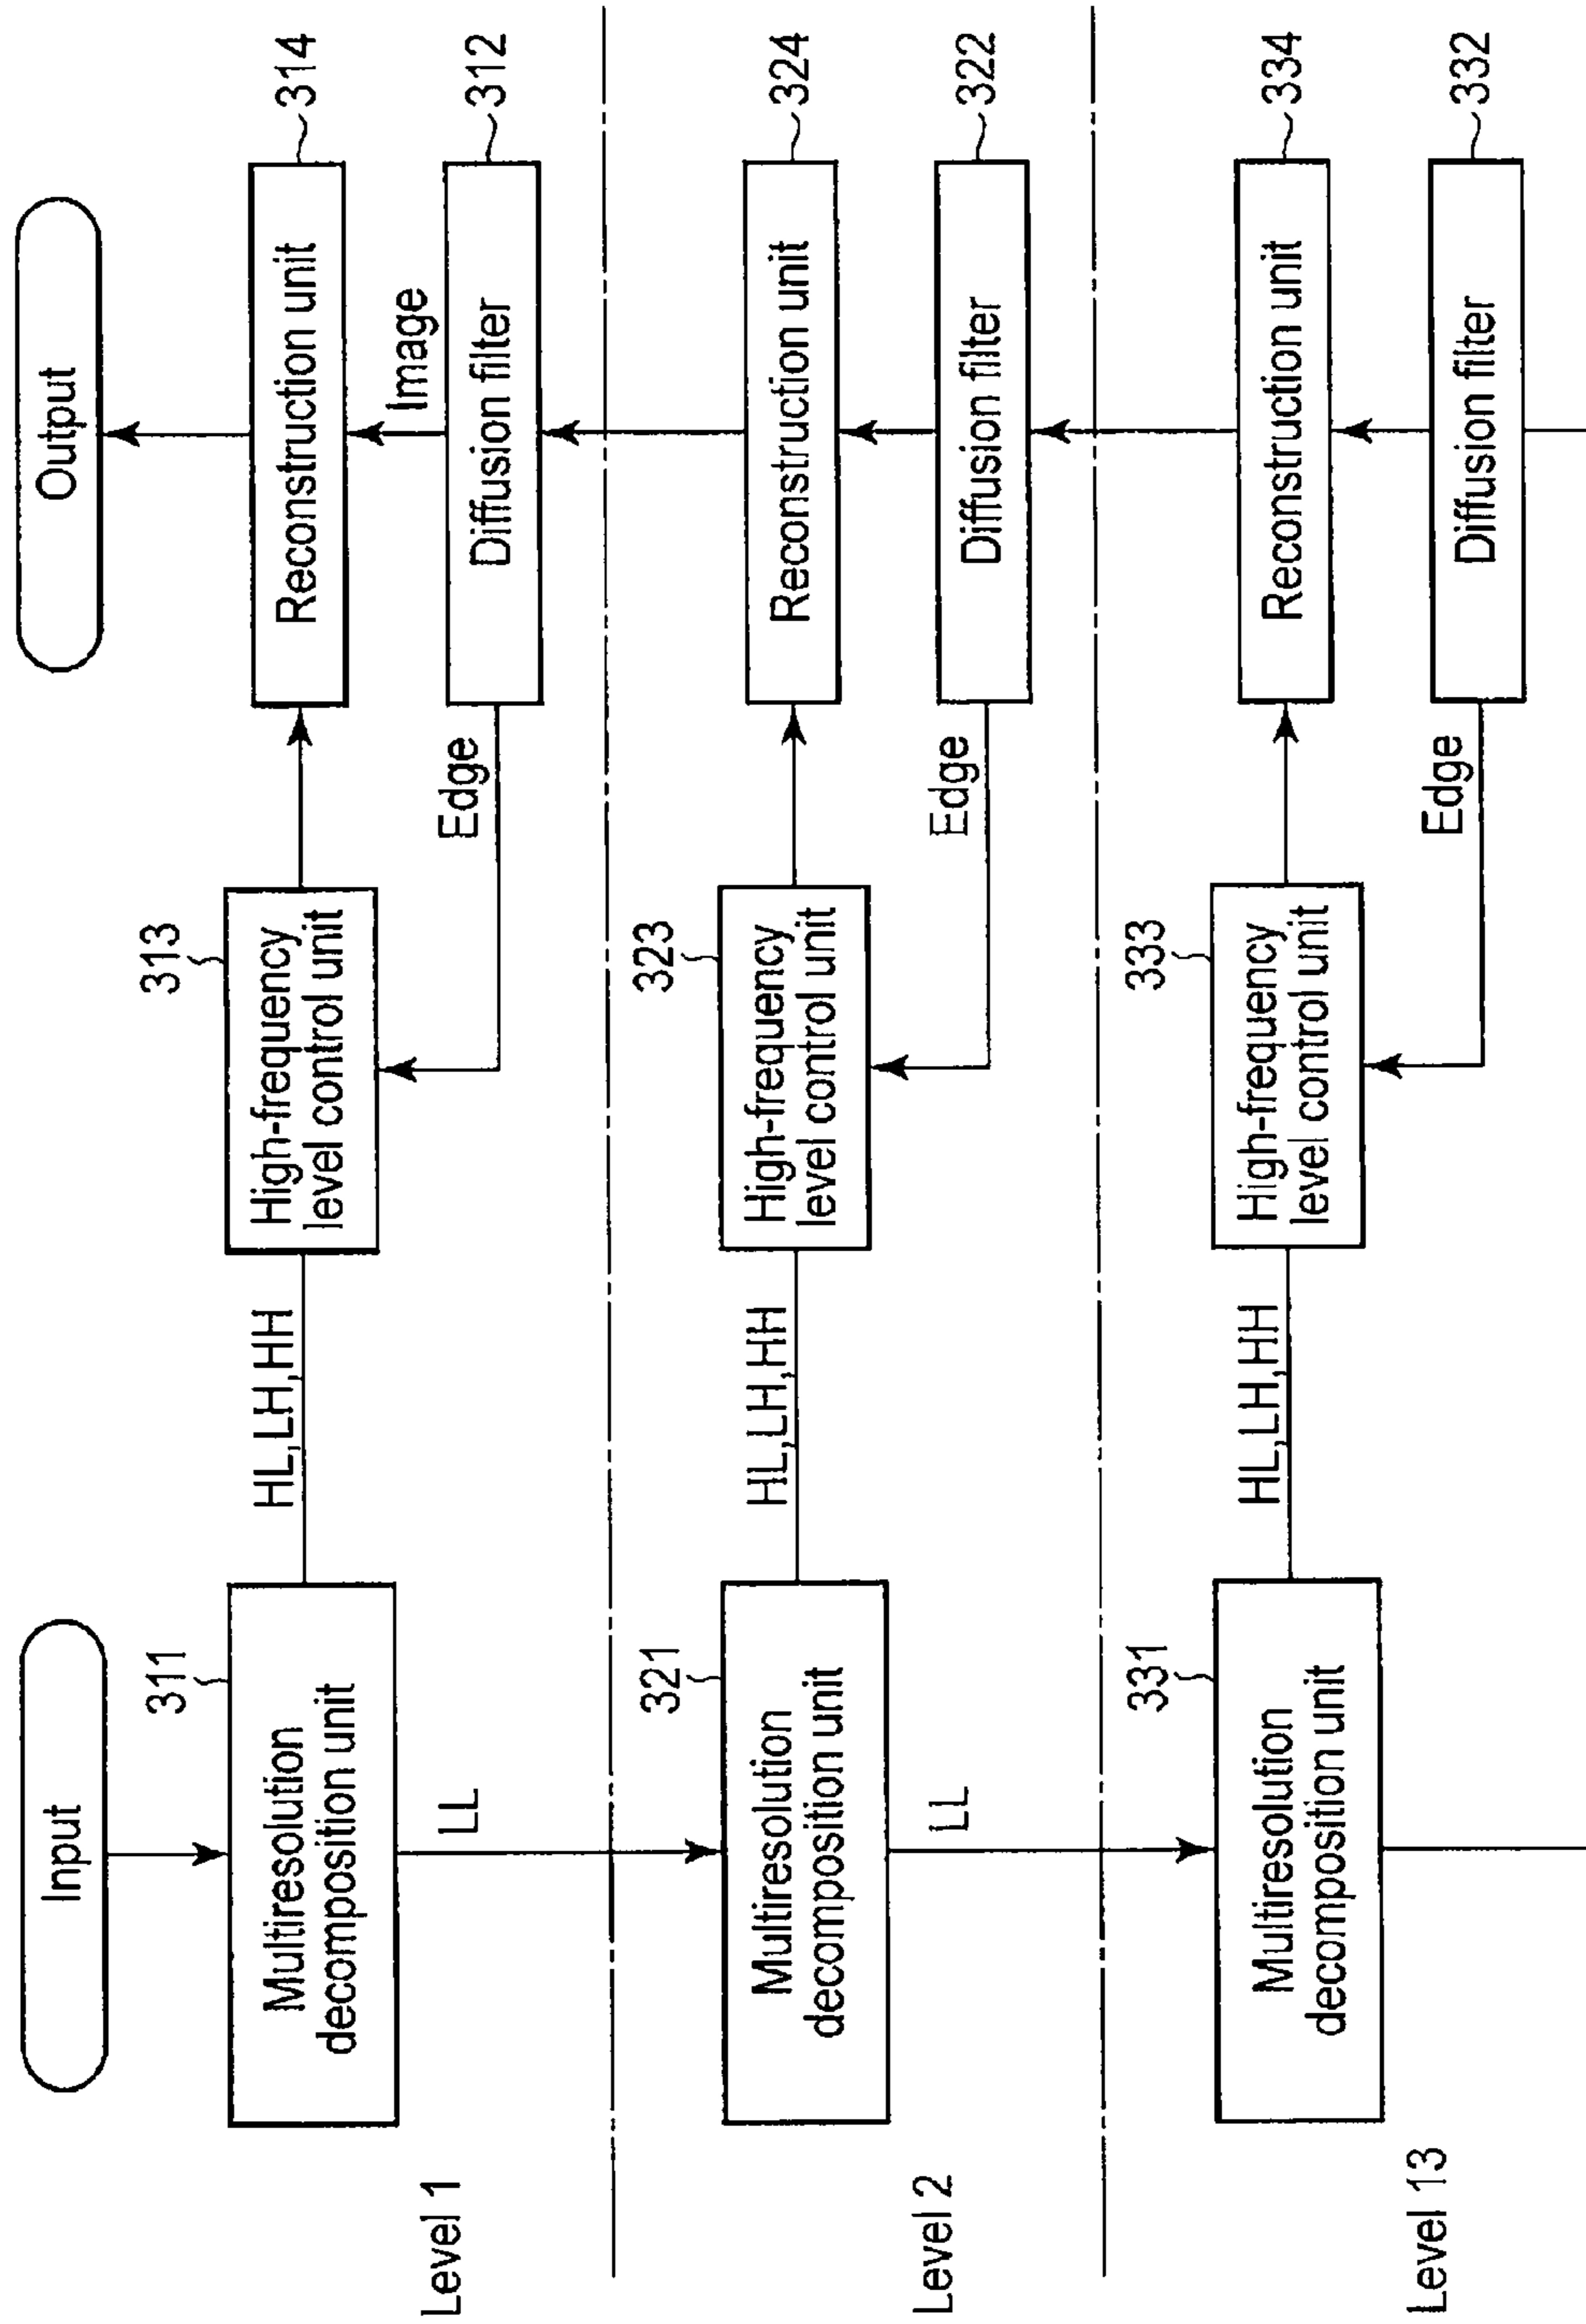 Input
Output
311
Multiresolution
decomposition unit
HL,LH,HH
313
High-frequency
level control unit
Reconstruction unit
314
Image
LL
Edge
Diffusion filter
312
Level 1
321
Multiresolution
decomposition unit
HL,LH,HH
323
High-frequency
level control unit
Reconstruction unit
324
LL
Edge
Diffusion filter
322
Level 2
331
Multiresolution
decomposition unit
HL,LH,HH
333
High-frequency
level control unit
Reconstruction unit
334
Edge
Diffusion filter
332
Level 13